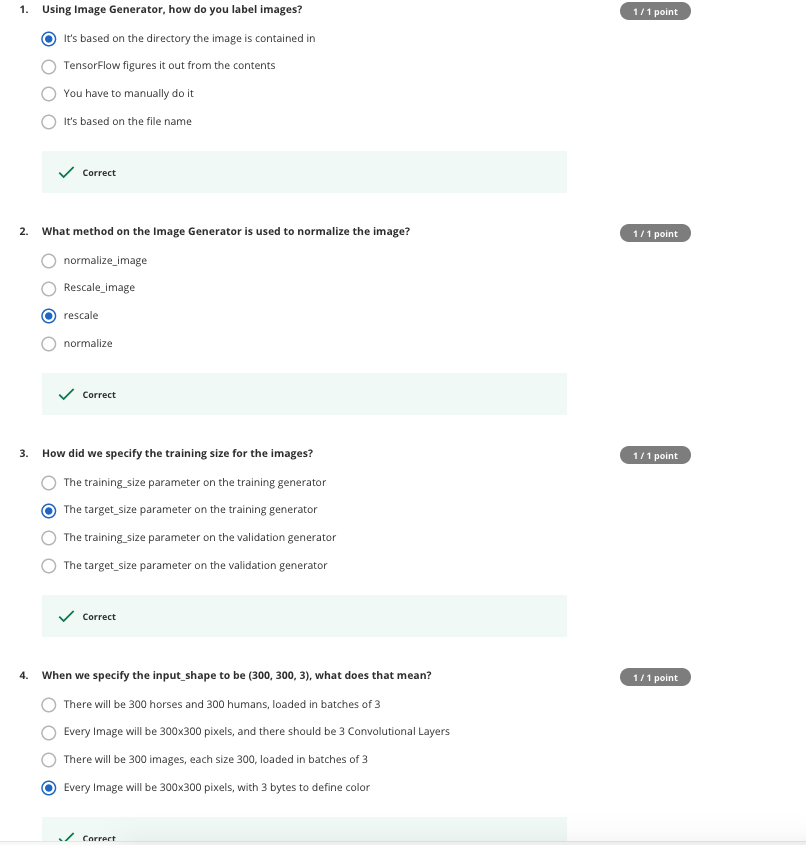 1. Using Image Generator, how do you label images?
1 / 1 point
It's based on the directory the image is contained in
TensorFlow figures it out from the contents
You have to manually do it
It's based on the file name
Correct
2. What method on the Image Generator is used to normalize the image?
1 / 1 point
normalize_image
Rescale_image
rescale
normalize
Correct
3. How did we specify the training size for the images?
1 / 1 point
The training_size parameter on the training generator
The target_size parameter on the training generator
The training_size parameter on the validation generator
The target_size parameter on the validation generator
Correct
4. When we specify the input_shape to be (300, 300, 3), what does that mean?
1 / 1 point
There will be 300 horses and 300 humans, loaded in batches of 3
Every Image will be 300x300 pixels, and there should be 3 Convolutional Layers
There will be 300 images, each size 300, loaded in batches of 3
Every Image will be 300x300 pixels, with 3 bytes to define color
Correct